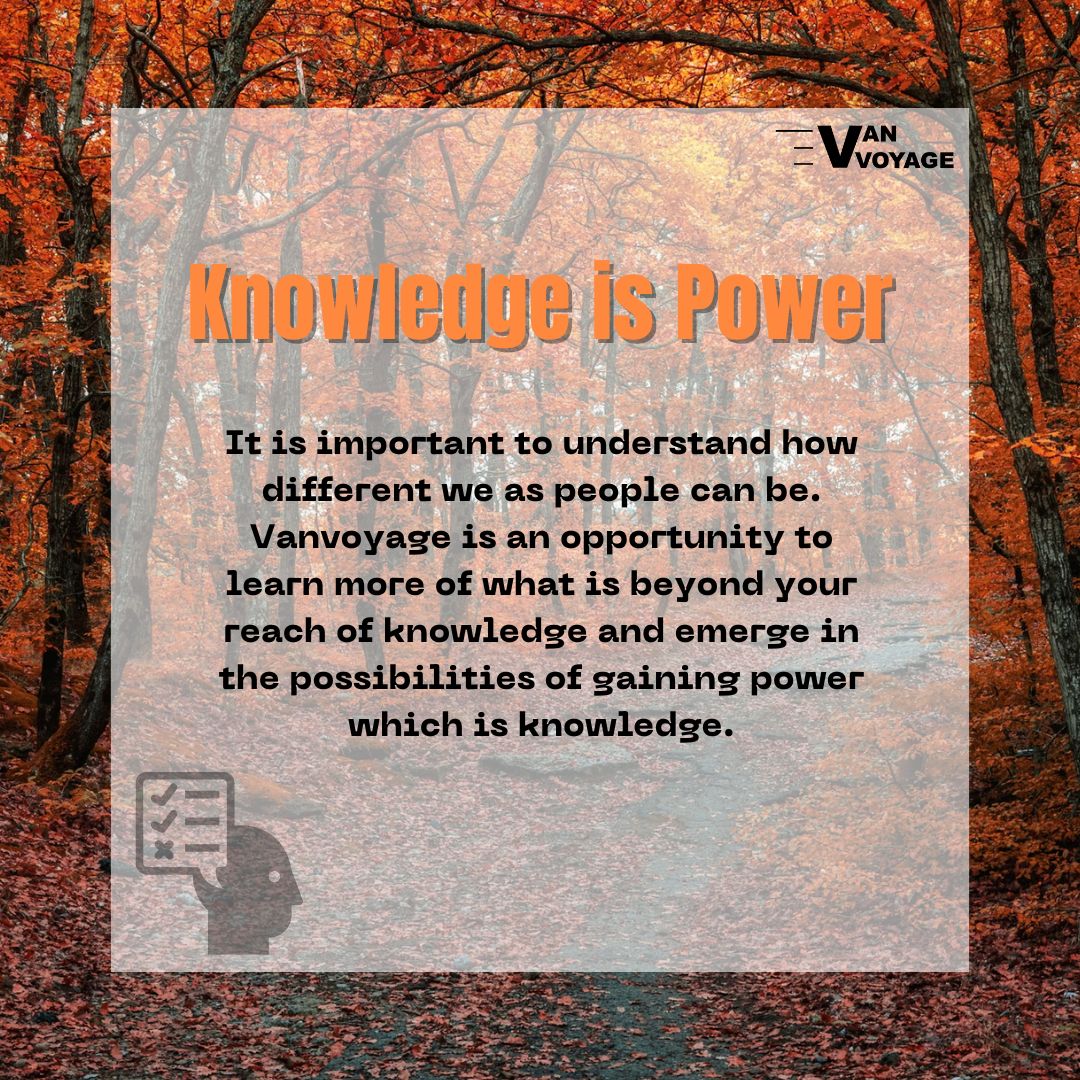 VAN
VOYAGE
Knowledge is Power
It is important to understand how
different we as people can be.
Vanvoyage is an opportunity to
learn more of what is beyond your
reach of knowledge and emerge in
the possibilities of gaining power
which is knowledge.